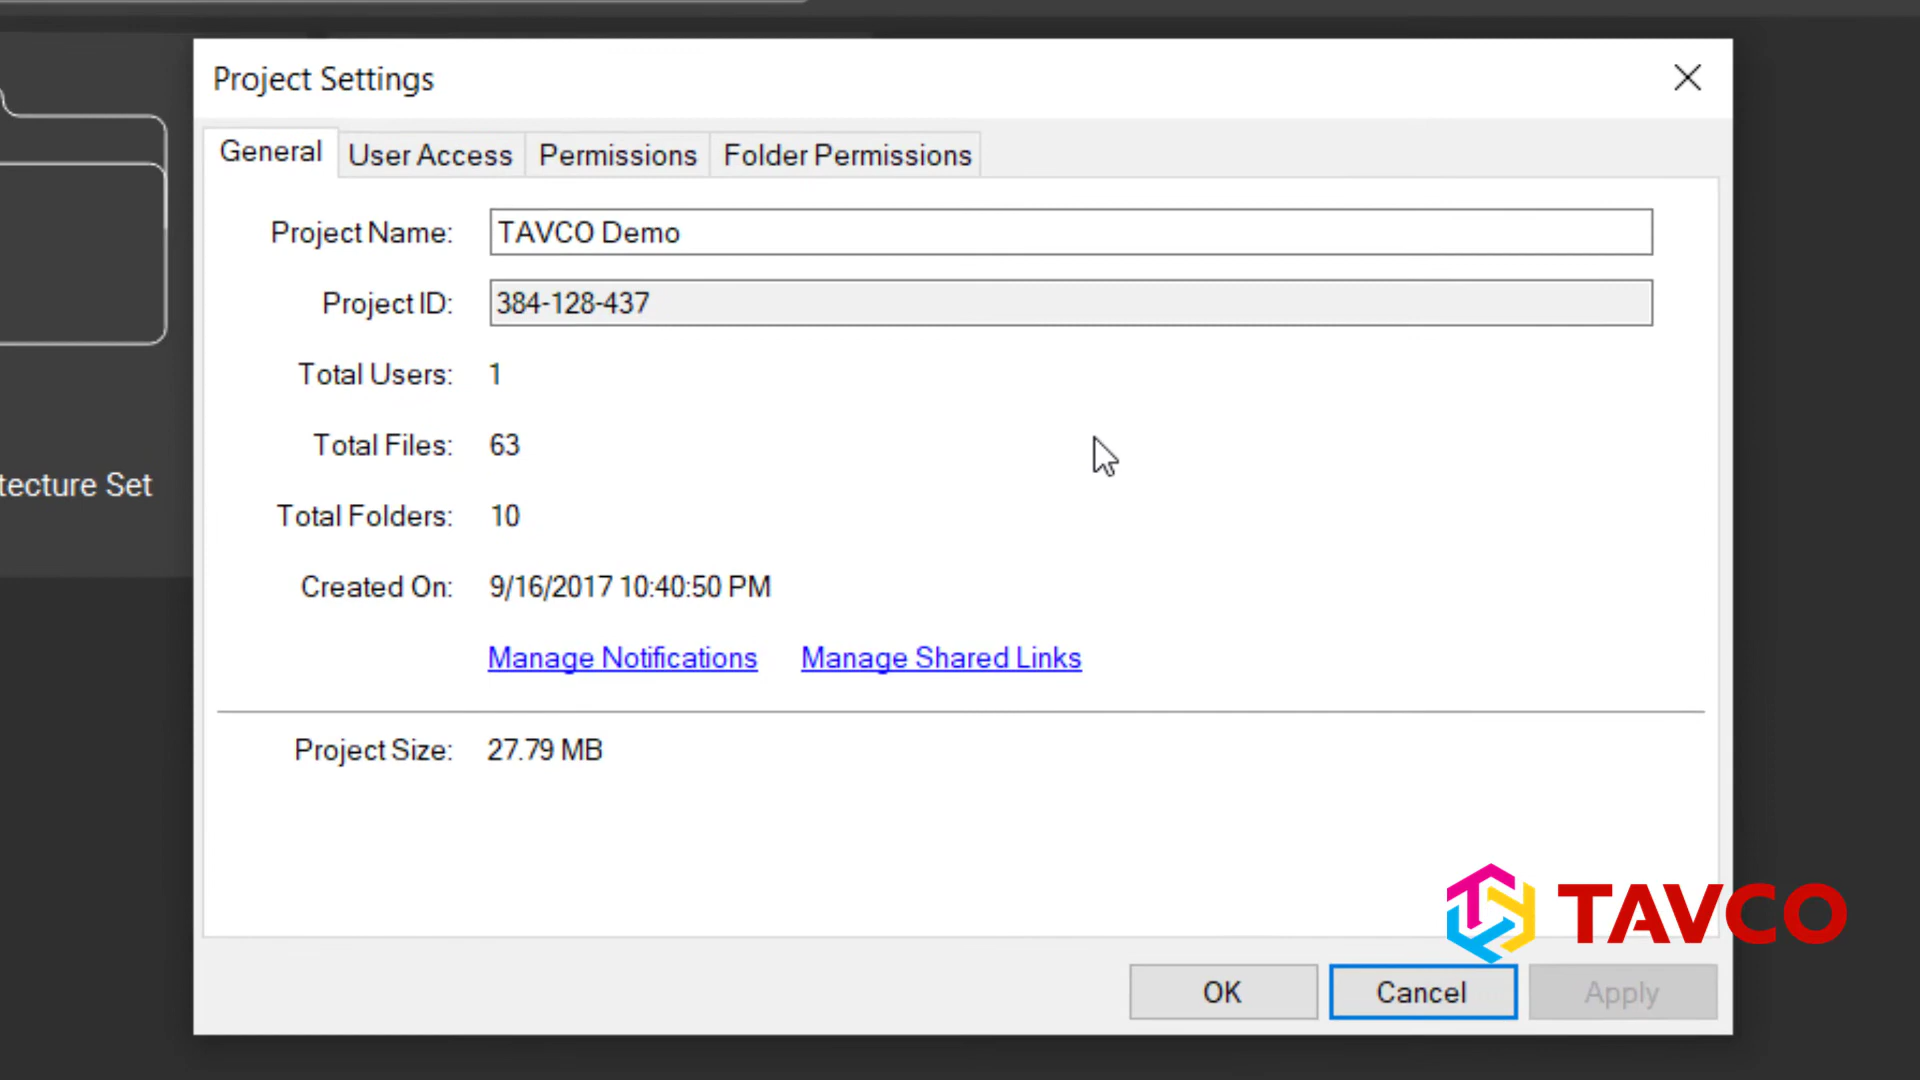 Project Settings
General User Access Permissions Folder Permissions
Project Name: TAVCO Demo
Project ID: 384-128-437
Total Users: 1
Total Files: 63
tecture Set
Total Folders: 10
Created On: 9/16/2017 10:40:50 PM
Manage Notifications Manage Shared Links
Project Size: 27.79 MB
TAVCO
OK Cancel Apply